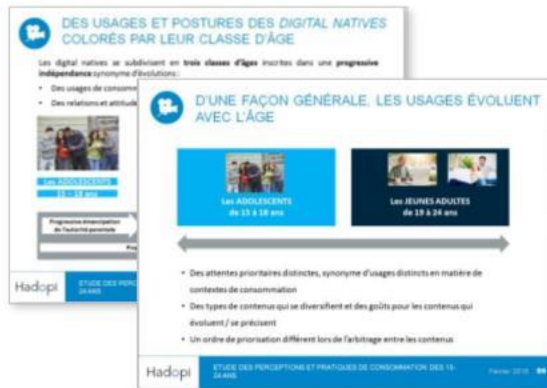 DES USAGES ET POSTURES DES DIGITAL NATIVES
COLORÉS PAR LEUR CLASSE D'ÂGE
Les digital natives se subdivisent en trois classes d'âges inscrites dans une progressive
indépendance synonyme d'évolutions :
• Des usages de consomm
• Des relations et attitude
Les ADOLESCENTS
15 – 18 ans
Progressive émancipation
de l'autorité parentale
Hadopi
D'UNE FAÇON GÉNÉRALE, LES USAGES ÉVOLUENT
AVEC L'ÂGE
Les ADOLESCENTS
de 15 à 18 ans
Les JEUNES ADULTES
de 19 à 24 ans
• Des attentes prioritaires distinctes, synonyme d'usages distincts en matière de
contextes de consommation
• Des types de contenus qui se diversifient et des goûts pour les contenus qui
évoluent / se précisent
• Un ordre de priorisation différent lors de l'arbitrage entre les contenus
Hadopi
ETUDE DES PERCEPTIONS ET PRATIQUES DE CONSOMMATION DES 15-
24 ANS